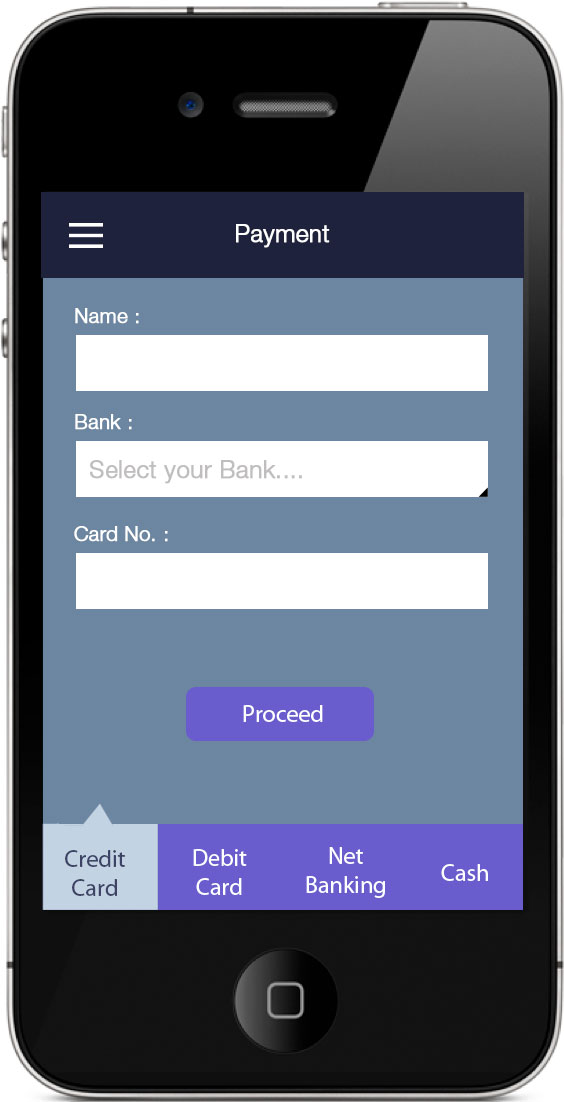 Payment
Name :
Bank :
Select your Bank....
Card No. :
Proceed
Credit
Card
Debit
Card
Net
Banking
Cash